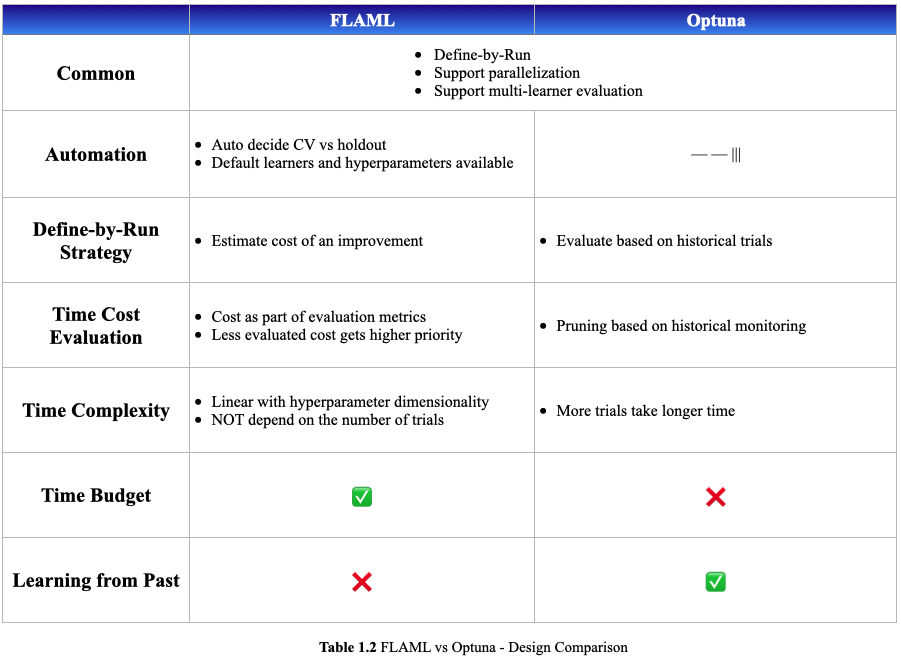 FLAML
Optuna
Common
• Define-by-Run
• Support parallelization
• Support multi-learner evaluation
Automation
• Auto decide CV vs holdout
• Default learners and hyperparameters available
— — |||
Define-by-Run
Strategy
• Estimate cost of an improvement
• Evaluate based on historical trials
Time Cost
Evaluation
• Cost as part of evaluation metrics
• Less evaluated cost gets higher priority
• Pruning based on historical monitoring
Time Complexity
• Linear with hyperparameter dimensionality
• NOT depend on the number of trials
• More trials take longer time
Time Budget
✅
❌
Learning from Past
❌
✅
Table 1.2 FLAML vs Optuna - Design Comparison